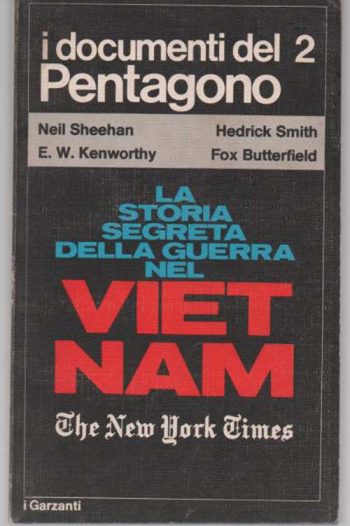 i documenti del 2
Pentagono
Neil Sheehan Hedrick Smith
E. W. Kenworthy Fox Butterfield
LA
STORIA
SEGRETA
DELLA GUERRA
NEL
VIET
NAM
The New York Times
i Garzanti